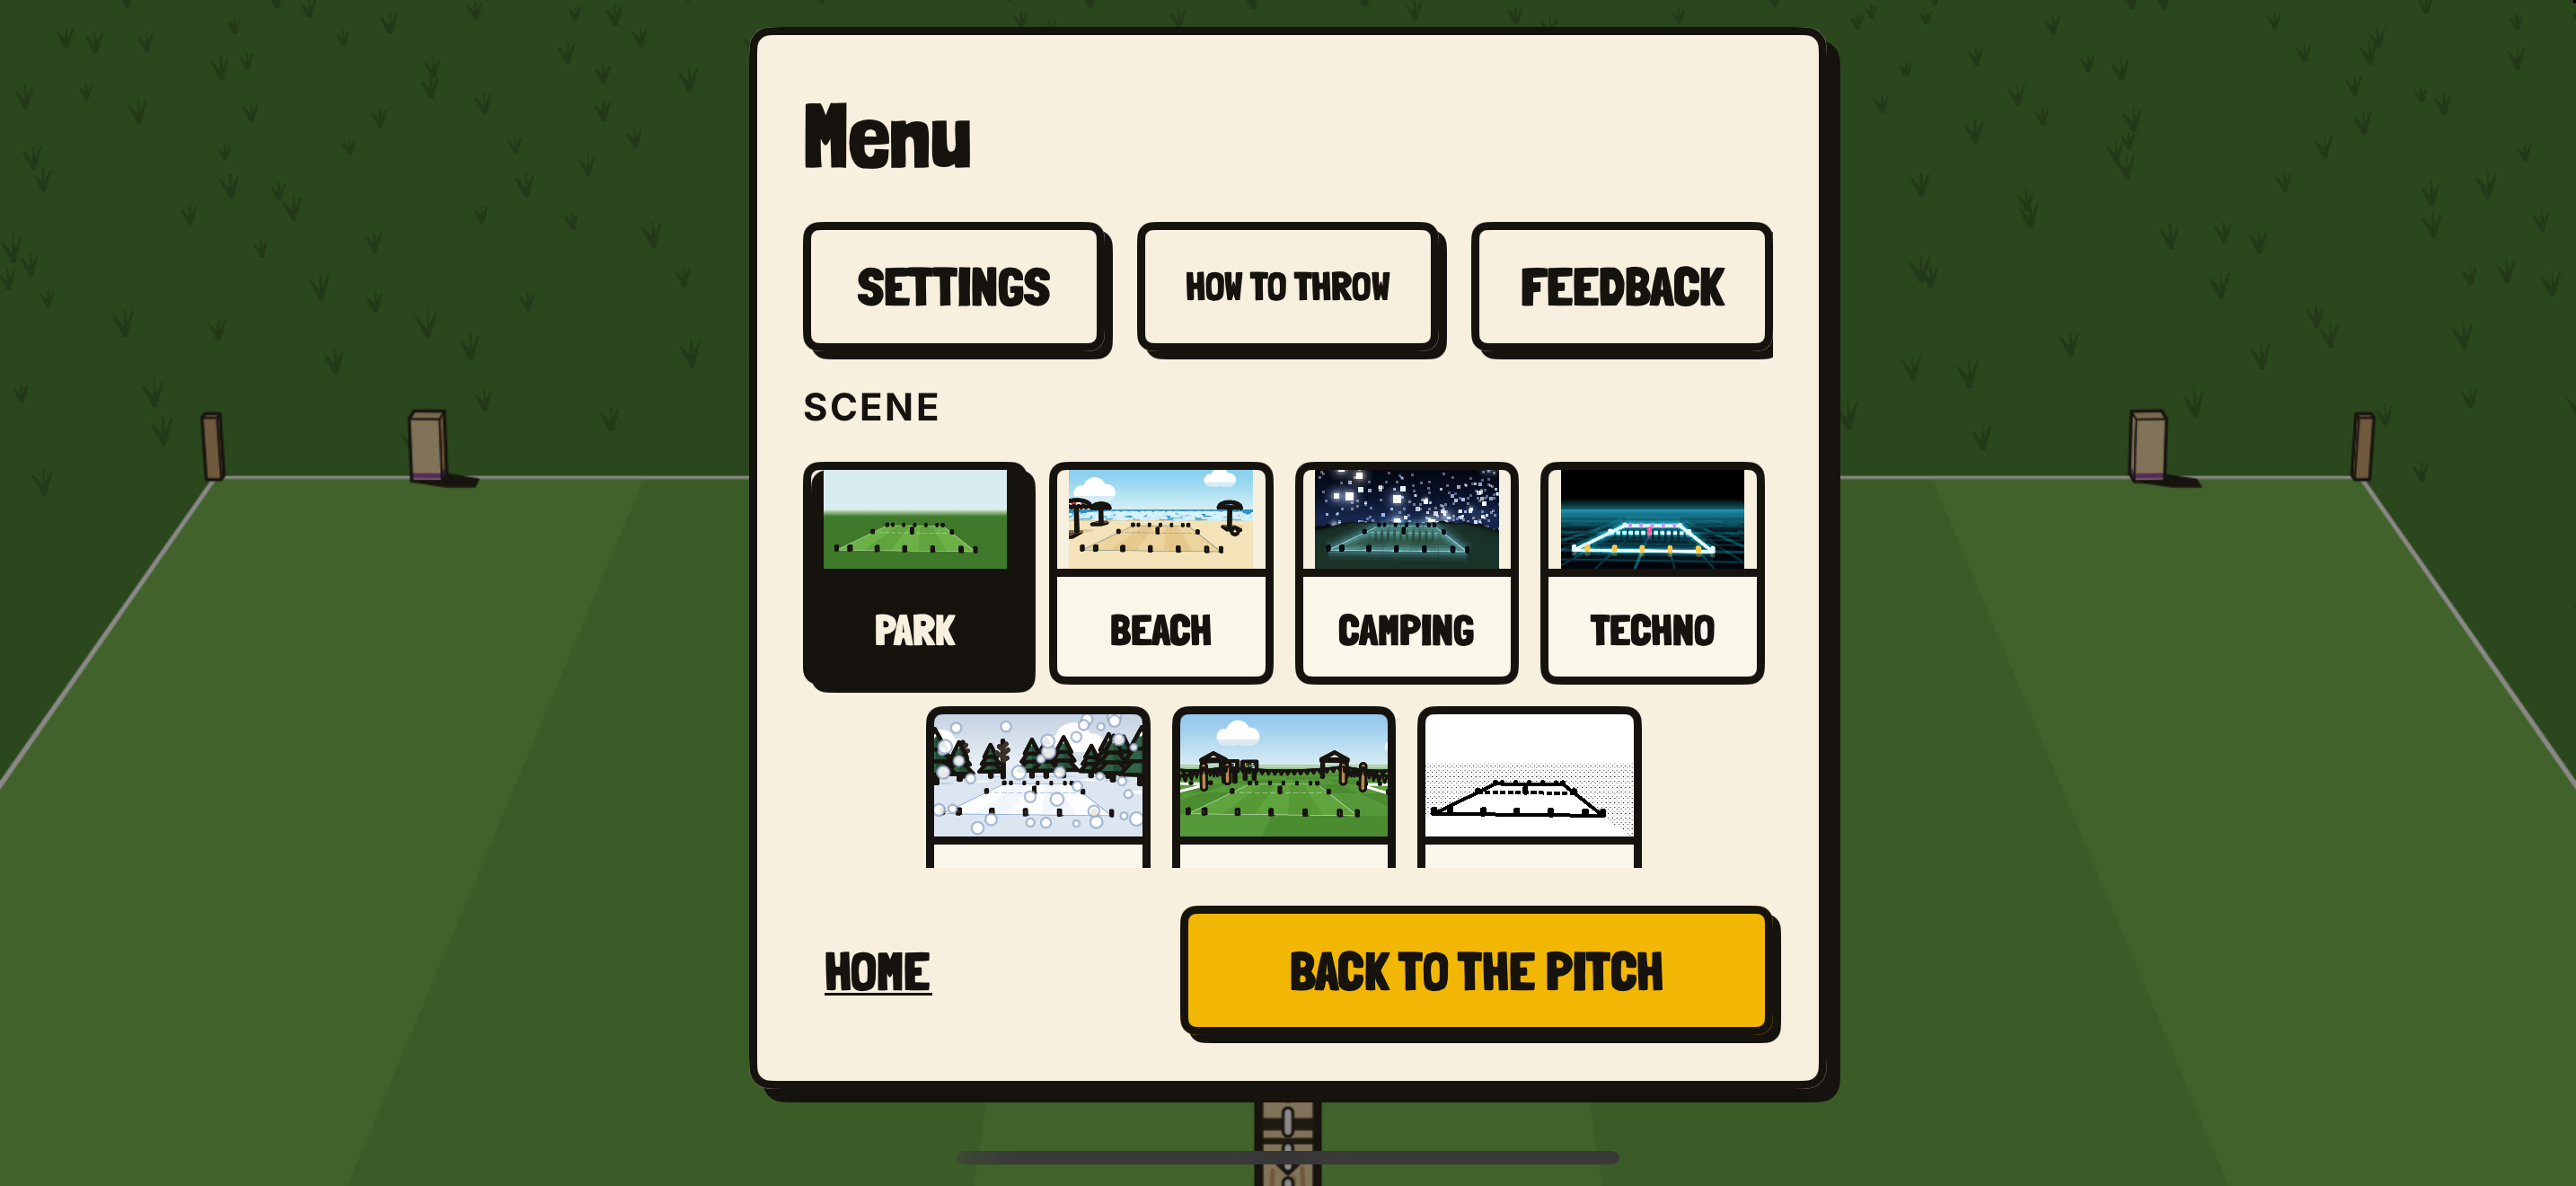 Menu
SETTINGS
HOW TO THROW
FEEDBACK
SCENE
PARK
BEACH
CAMPING
TECHNO
HOME
BACK TO THE PITCH